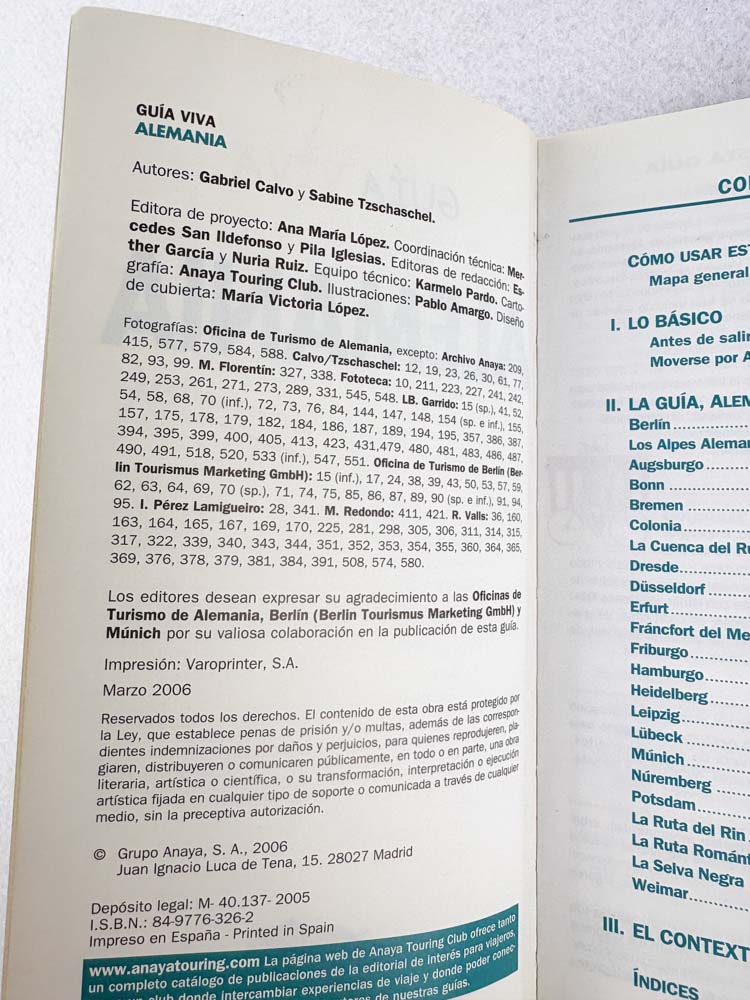 GUÍA VIVA
ALEMANIA
Autores: Gabriel Calvo y Sabine Tzschaschel.
Editora de proyecto: Ana María López. Coordinación técnica: Mer-
cedes San Ildefonso y Pila Iglesias. Editoras de redacción: Es-
ther García y Nuria Ruiz. Equipo técnico: Karmelo Pardo. Carto-
grafía: Anaya Touring Club. Ilustraciones: Pablo Amargo. Diseño
de cubierta: María Victoria López.
Fotografías: Oficina de Turismo de Alemania, excepto: Archivo Anaya: 209,
415, 577, 579, 584, 588. Calvo/Tzschaschel: 12, 19, 23, 26, 30, 61, 77,
82, 93, 99. M. Florentín: 327, 338. Fototeca: 10, 211, 223, 227, 241, 242,
249, 253, 261, 271, 273, 289, 331, 545, 548. LB. Garrido: 15 (sp.), 41, 52,
54, 58, 68, 70 (inf.), 72, 73, 76, 84, 144, 147, 148, 154 (sp. e inf.), 155,
157, 175, 178, 179, 182, 184, 186, 187, 189, 194, 195, 357, 386, 387,
394, 395, 399, 400, 405, 413, 423, 431,479, 480, 481, 483, 486, 487,
490, 491, 518, 520, 533 (inf.), 547, 551. Oficina de Turismo de Berlín (Ber-
lin Tourismus Marketing GmbH): 15 (inf.), 17, 24, 38, 39, 43, 50, 53, 57, 59,
62, 63, 64, 69, 70 (sp.), 71, 74, 75, 85, 86, 87, 89, 90 (sp. e inf.), 91, 94,
95. I. Pérez Lamigueiro: 28, 341. M. Redondo: 411, 421. R. Valls: 36, 160,
163, 164, 165, 167, 169, 170, 225, 281, 298, 305, 306, 311, 314, 315,
317, 322, 339, 340, 343, 344, 351, 352, 353, 354, 355, 360, 364, 365,
369, 376, 378, 379, 381, 384, 391, 508, 574, 580.
Los editores desean expresar su agradecimiento a las Oficinas de
Turismo de Alemania, Berlín (Berlin Tourismus Marketing GmbH) y
Múnich por su valiosa colaboración en la publicación de esta guía.
Impresión: Varoprinter, S.A.
Marzo 2006
Reservados todos los derechos. El contenido de esta obra está protegido por
la Ley, que establece penas de prisión y/o multas, además de las correspon-
dientes indemnizaciones por daños y perjuicios, para quienes reprodujeren, pla-
giaren, distribuyeren o comunicaren públicamente, en todo o en parte, una obra
literaria, artística o científica, o su transformación, interpretación o ejecución
artística fijada en cualquier tipo de soporte o comunicada a través de cualquier
medio, sin la preceptiva autorización.
© Grupo Anaya, S. A., 2006
Juan Ignacio Luca de Tena, 15. 28027 Madrid
Depósito legal: M- 40.137- 2005
I.S.B.N.: 84-9776-326-2
Impreso en España - Printed in Spain
www.anayatouring.com La página web de Anaya Touring Club ofrece tanto
un completo catálogo de publicaciones de la editorial de interés para viajeros,
club donde intercambiar experiencias de viaje y donde poder conec-
de nuestras guías.
CO
CÓMO USAR EST
Mapa general
I. LO BÁSICO
Antes de salir
Moverse por A
II. LA GUÍA, ALEM
Berlín
Los Alpes Aleman
Augsburgo
Bonn
Bremen
Colonia
La Cuenca del Ru
Dresde
Düsseldorf
Erfurt
Fráncfort del Me
Friburgo
Hamburgo
Heidelberg
Leipzig
Lübeck
Múnich
Núremberg
Potsdam
La Ruta del Rin
La Ruta Románt
La Selva Negra
Weimar
III. EL CONTEXT
ÍNDICES